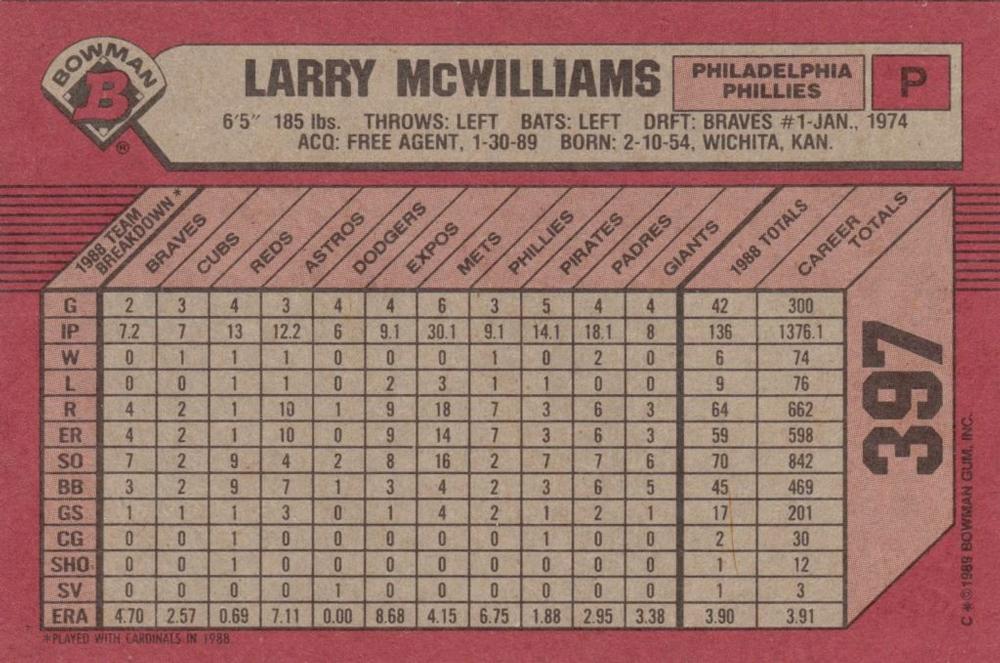 BOWMAN
B
®
LARRY McWILLIAMS
PHILADELPHIA
PHILLIES
P
6'5" 185 lbs. THROWS: LEFT BATS: LEFT DRFT: BRAVES #1-JAN., 1974
ACQ: FREE AGENT, 1-30-89 BORN: 2-10-54, WICHITA, KAN.
1988 TEAM BREAKDOWN* BRAVES CUBS REDS ASTROS DODGERS EXPOS METS PHILLIES PIRATES PADRES GIANTS 1988 TOTALS CAREER TOTALS
G 2 3 4 3 4 4 6 3 5 4 4 42 300
IP 7.2 7 13 12.2 6 9.1 30.1 9.1 14.1 18.1 8 136 1376.1
W 0 1 1 1 0 0 0 1 0 2 0 6 74
L 0 0 1 1 0 2 3 1 1 0 0 9 76
R 4 2 1 10 1 9 18 7 3 6 3 64 662
ER 4 2 1 10 0 9 14 7 3 6 3 59 598
SO 7 2 9 4 2 8 16 2 7 7 6 70 842
BB 3 2 9 7 1 3 4 2 3 6 5 45 469
GS 1 1 1 3 0 1 4 2 1 2 1 17 201
CG 0 0 1 0 0 0 0 0 1 0 0 2 30
SHO 0 0 1 0 0 0 0 0 0 0 0 1 12
SV 0 0 0 0 1 0 0 0 0 0 0 1 3
ERA 4.70 2.57 0.69 7.11 0.00 8.68 4.15 6.75 1.88 2.95 3.38 3.90 3.91
*PLAYED WITH CARDINALS IN 1988
397
C *© 1989 BOWMAN GUM, INC.